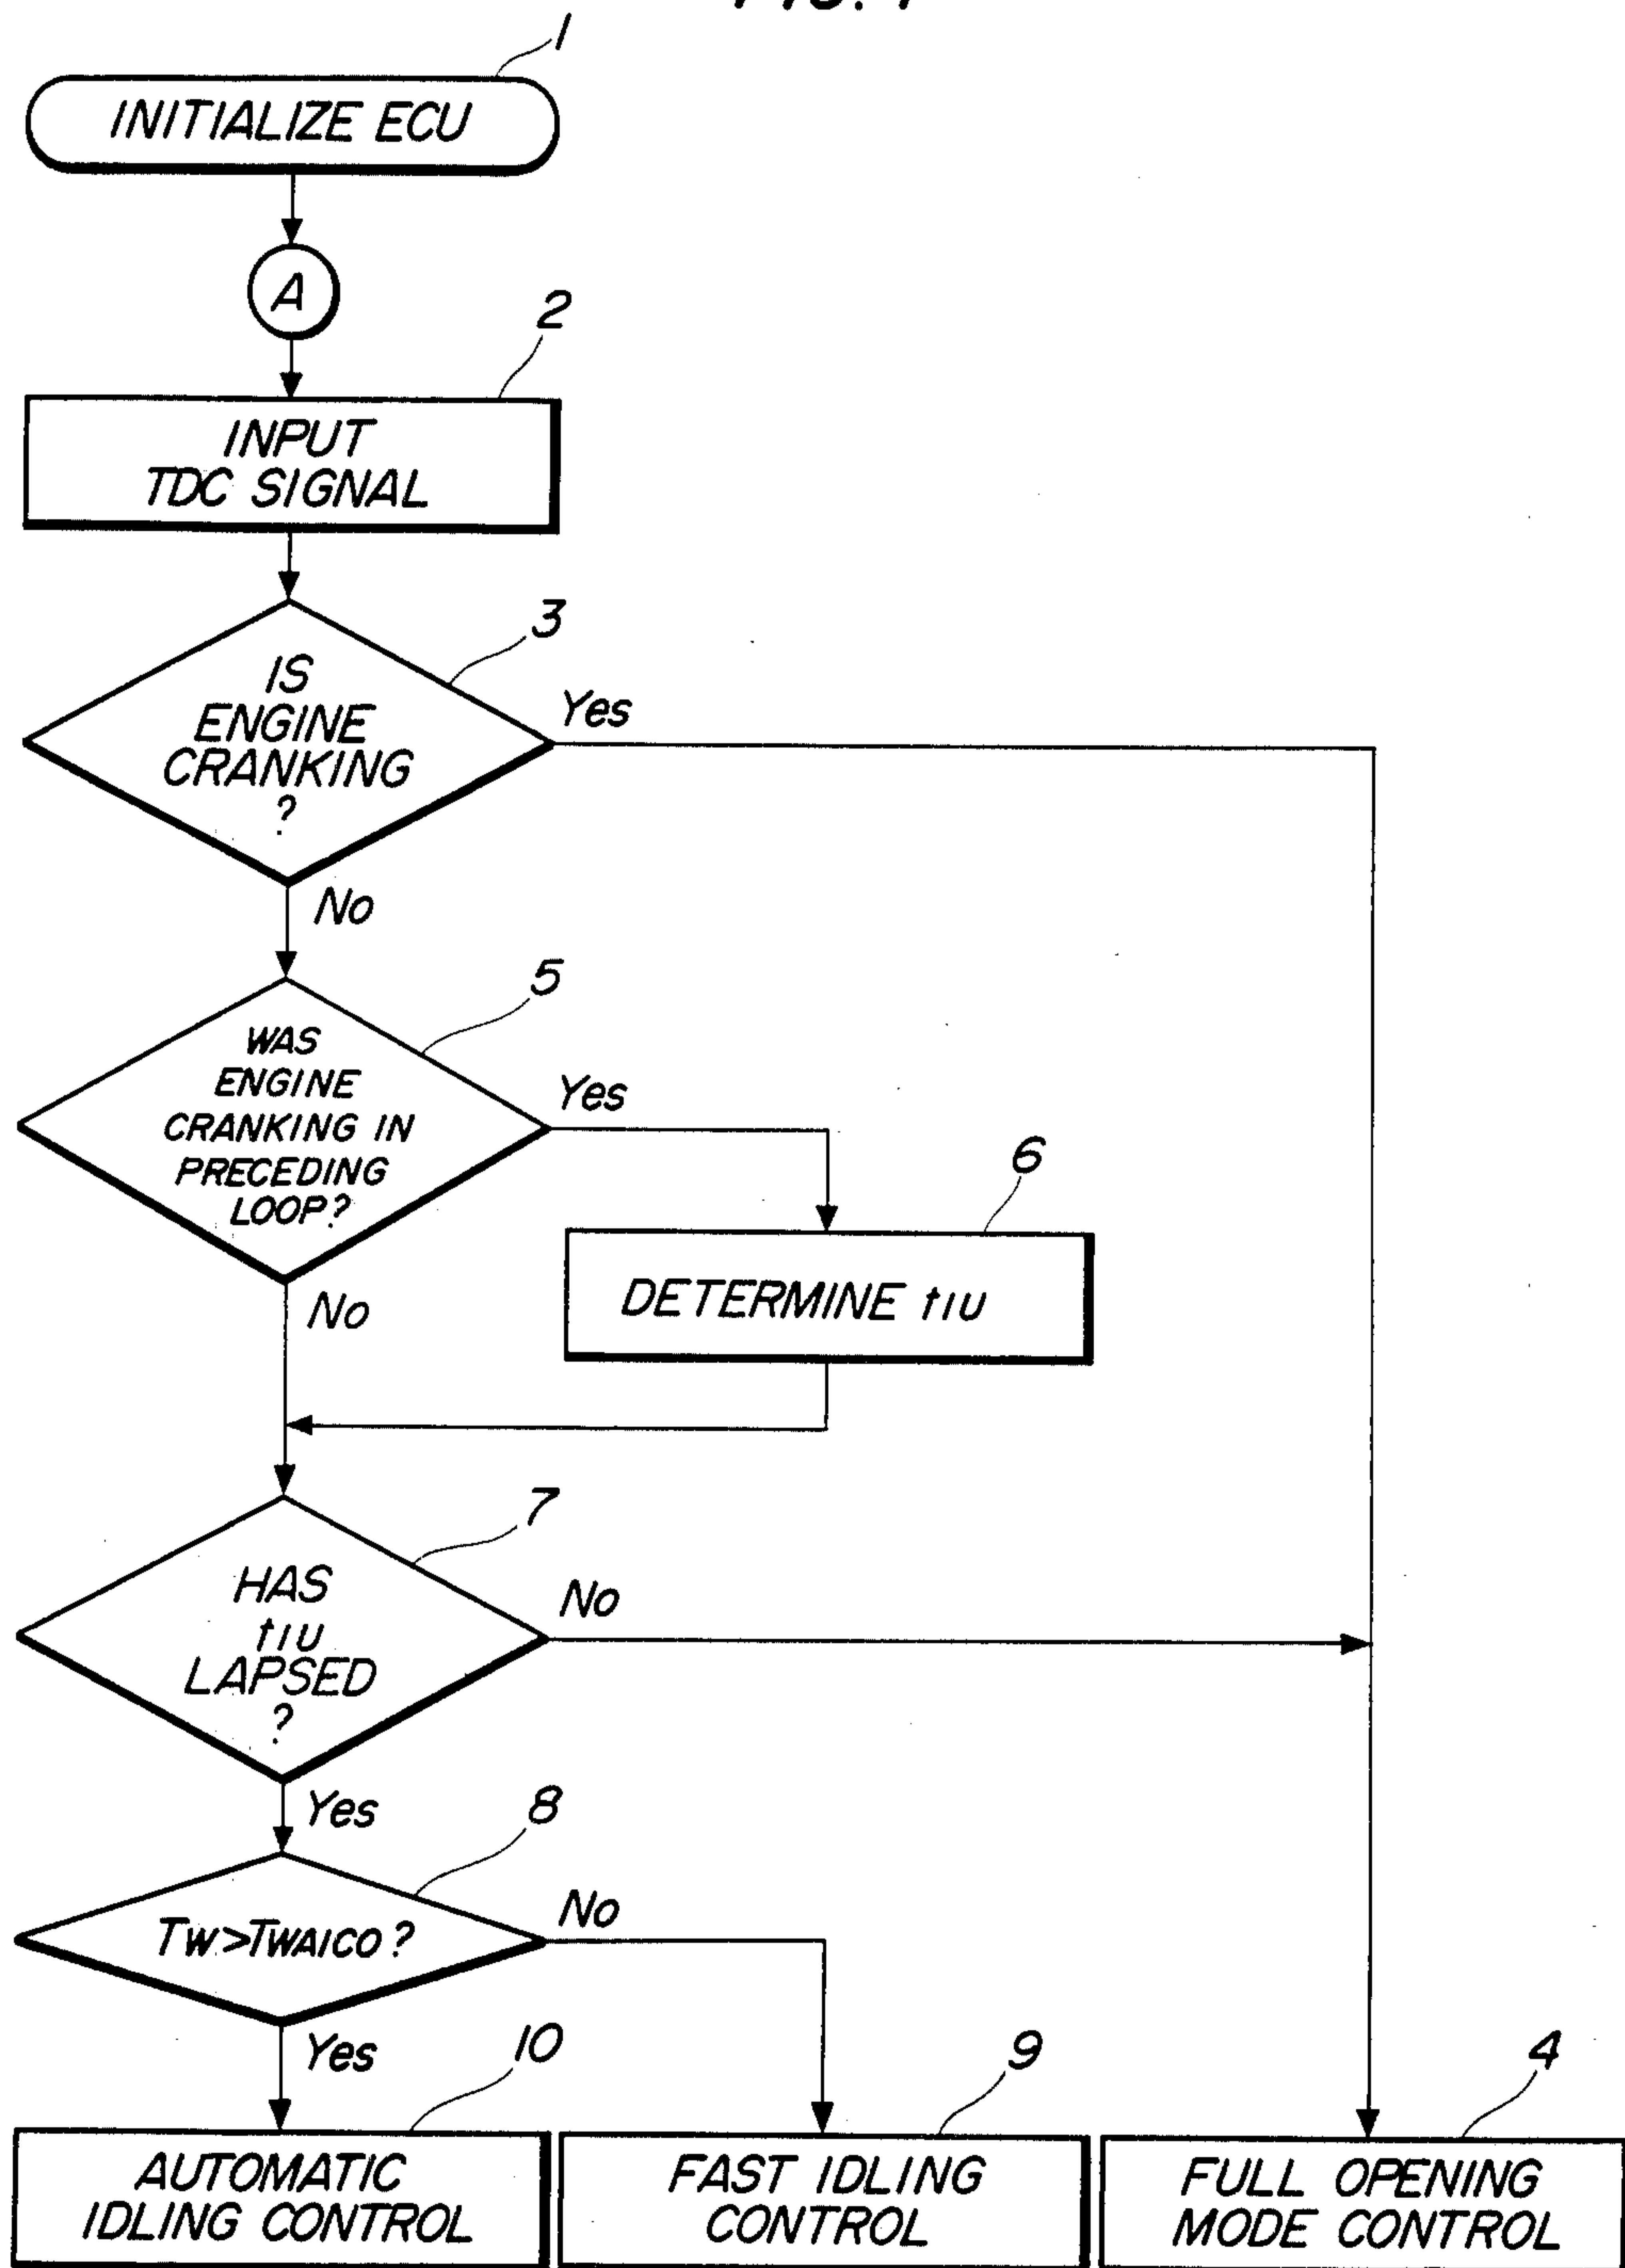 1
INITIALIZE ECU
A
2
INPUT
TDC SIGNAL
3
IS
ENGINE
CRANKING
?
Yes
No
5
WAS
ENGINE
CRANKING IN
PRECEDING
LOOP?
Yes
No
6
DETERMINE tIU
7
HAS
tIU
LAPSED
?
No
Yes
8
TW>TWAICO?
No
Yes
10
AUTOMATIC
IDLING CONTROL
9
FAST IDLING
CONTROL
4
FULL OPENING
MODE CONTROL